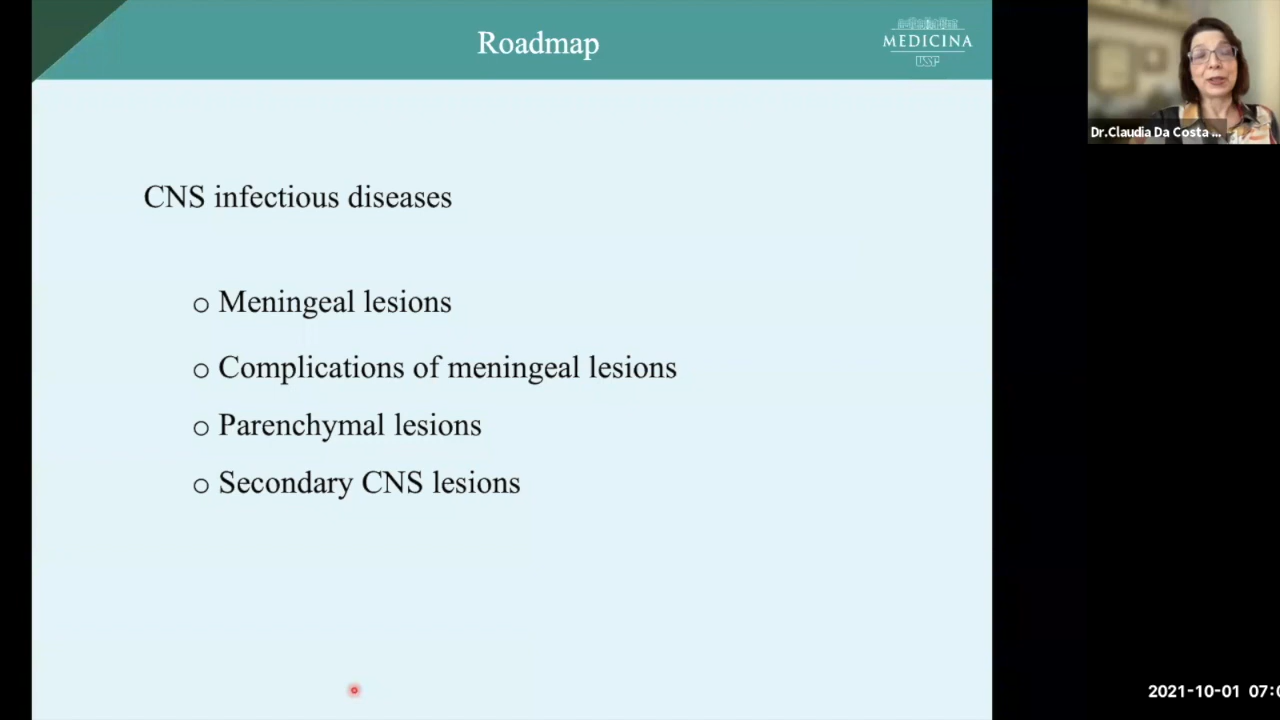 Roadmap
MEDICINA
USP
CNS infectious diseases
o Meningeal lesions
o Complications of meningeal lesions
o Parenchymal lesions
o Secondary CNS lesions
Dr.Claudia Da Costa ...
2021-10-01 07:0